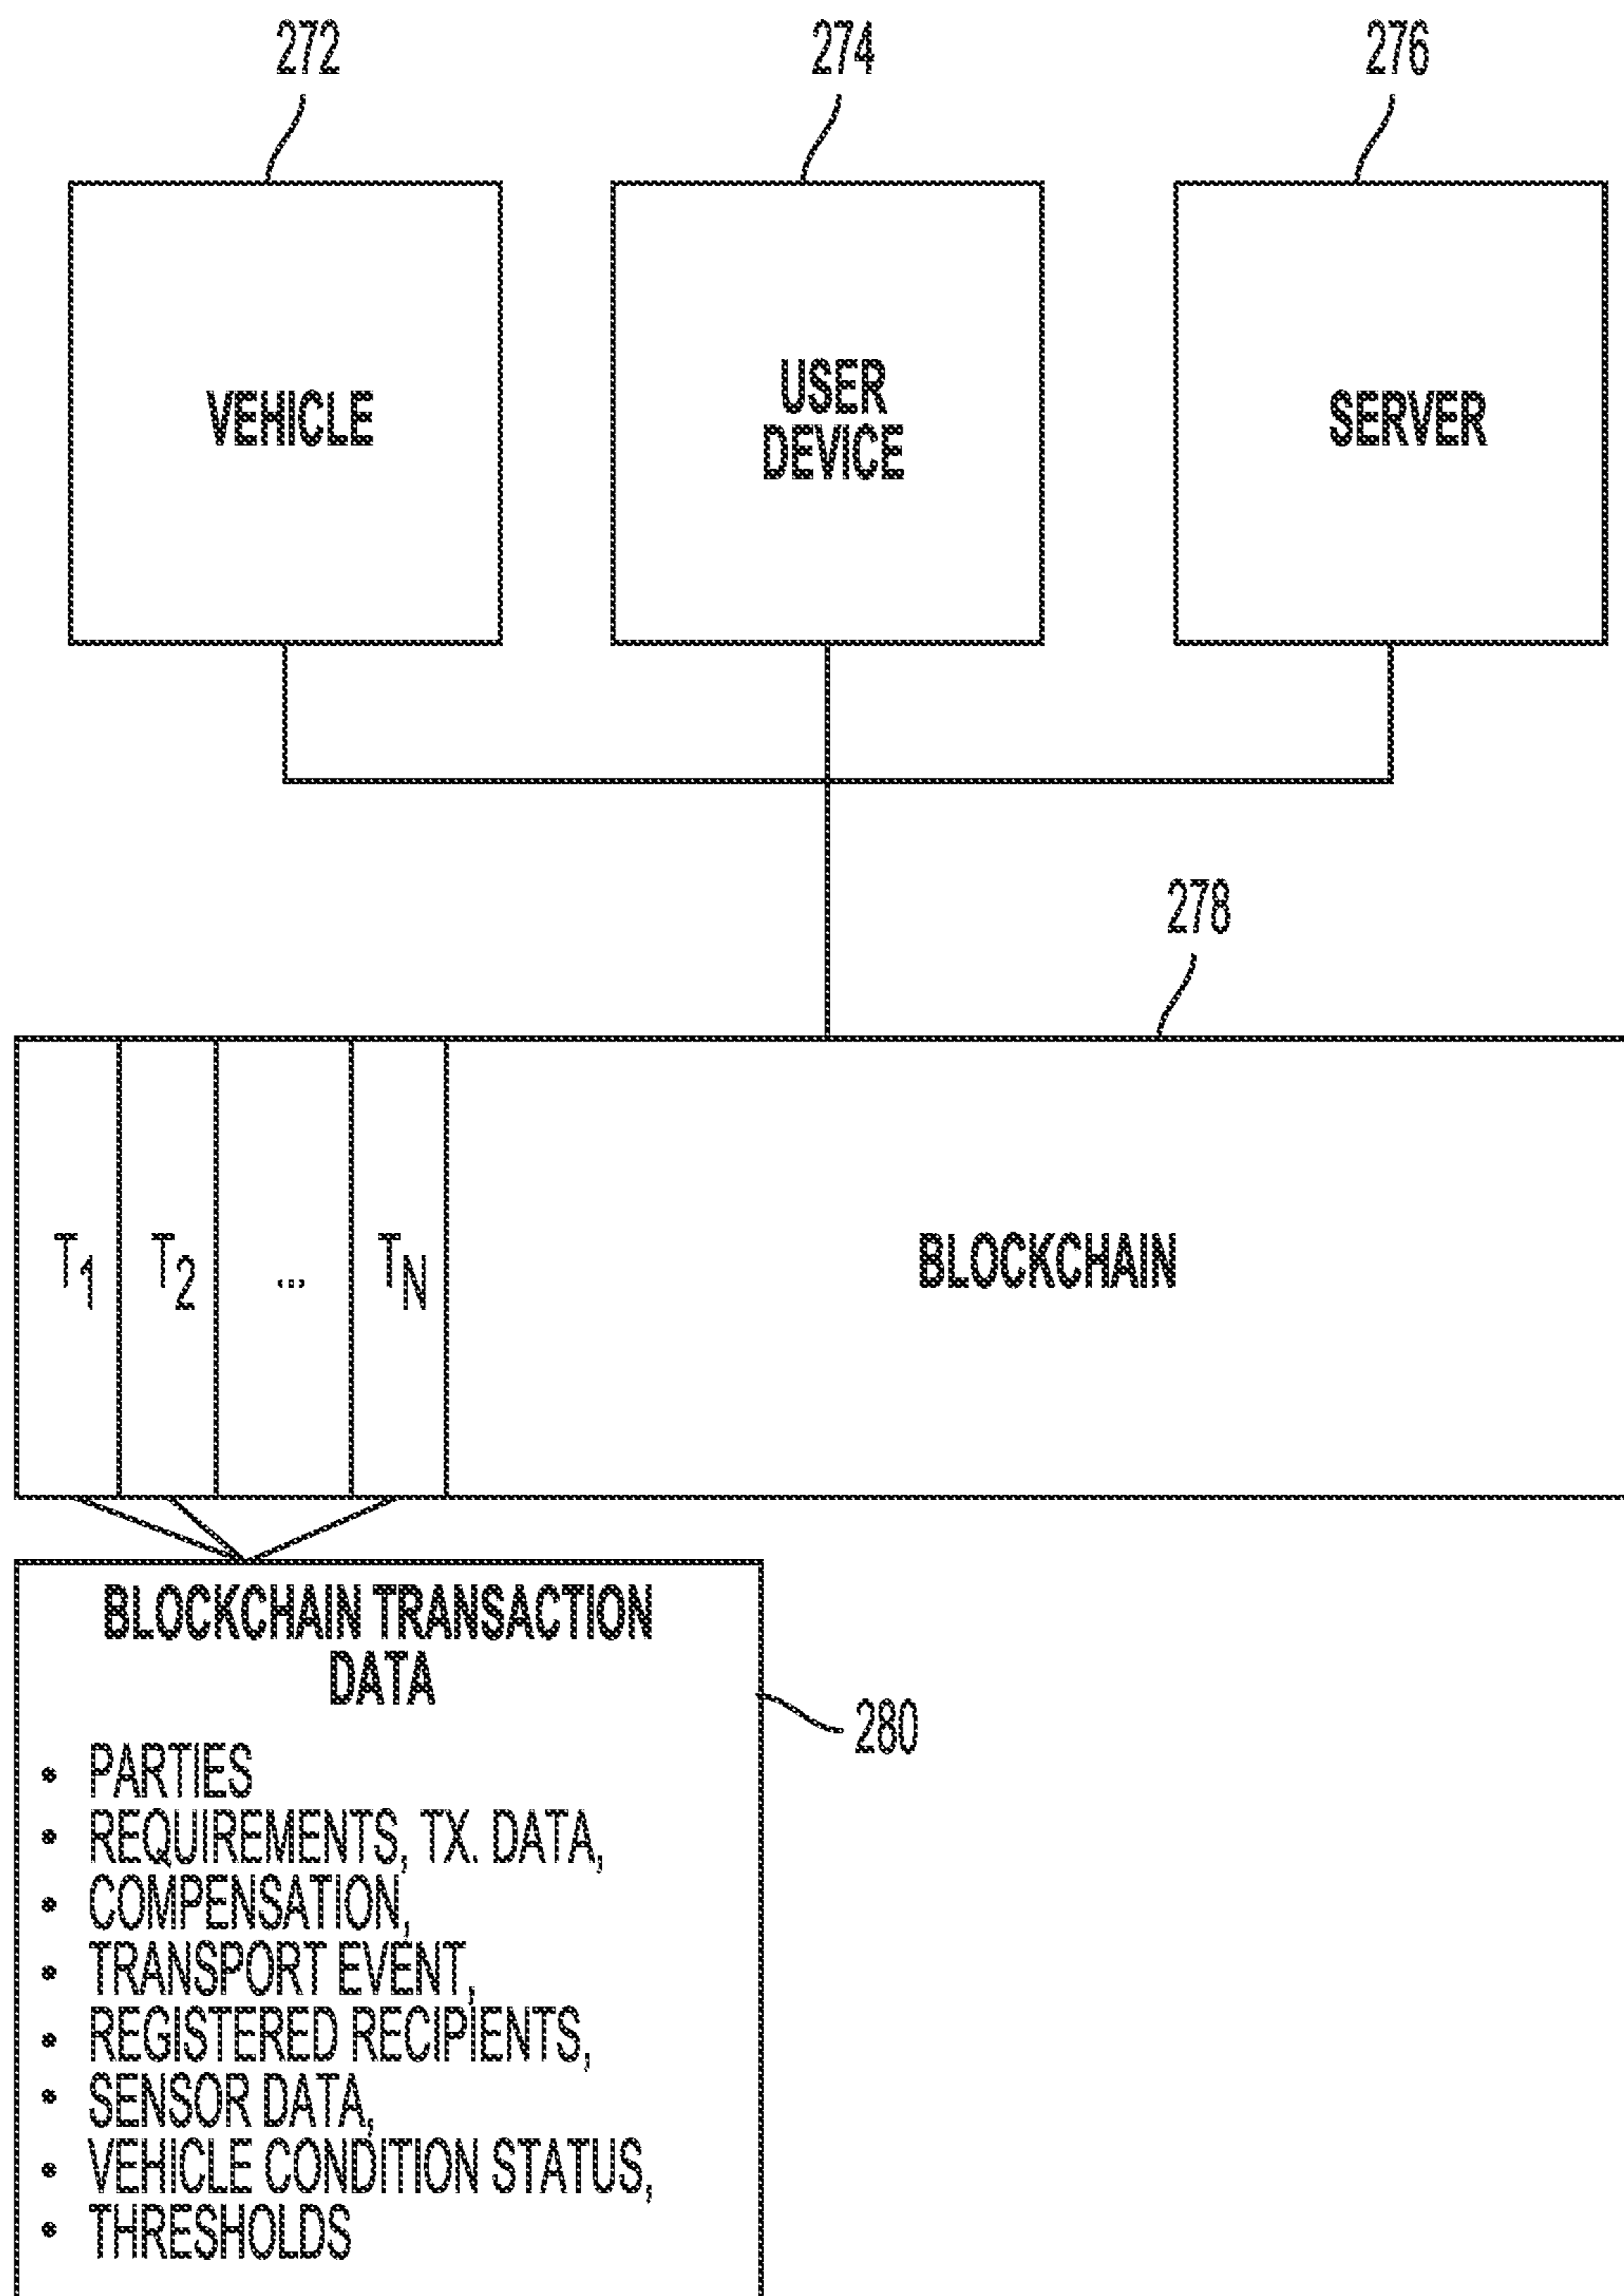 272
274
276
VEHICLE
USER
DEVICE
SERVER
278
T1
T2
...
TN
BLOCKCHAIN
BLOCKCHAIN TRANSACTION
DATA
280
• PARTIES
• REQUIREMENTS, TX. DATA,
• COMPENSATION,
• TRANSPORT EVENT,
• REGISTERED RECIPIENTS,
• SENSOR DATA,
• VEHICLE CONDITION STATUS,
• THRESHOLDS